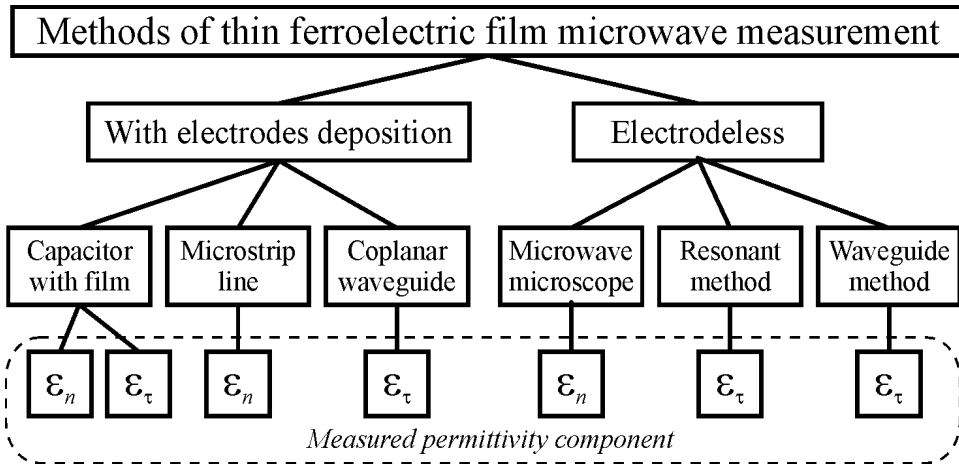 Methods of thin ferroelectric film microwave measurement
With electrodes deposition
Electrodeless
Capacitor
with film
Microstrip
line
Coplanar
waveguide
Microwave
microscope
Resonant
method
Waveguide
method
εn
ετ
εn
ετ
εn
ετ
ετ
Measured permittivity component